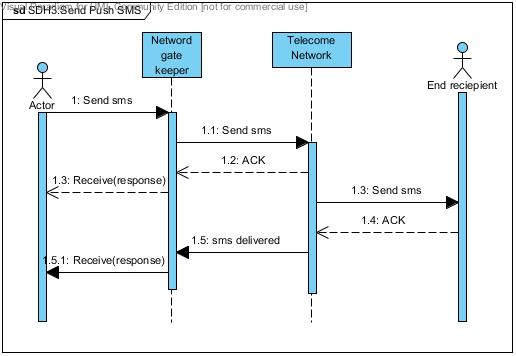 Visual Paradigm for UML Community Edition [not for commercial use]
sd SDH3.Send Push SMS
Netword
gate
keeper
Telecome
Network
Actor
End reciepient
1: Send sms
1.1: Send sms
1.2: ACK
1.3: Receive(response)
1.3: Send sms
1.4: ACK
1.5: sms delivered
1.5.1: Receive(response)